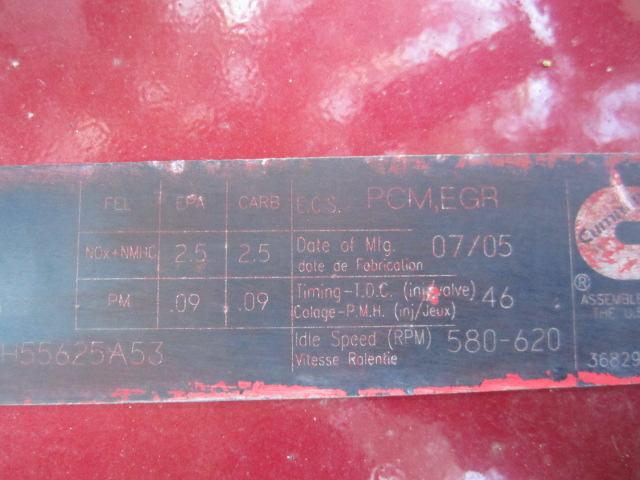 FEL EPA CARB E.C.S. PCM,EGR
NOx+NMHC 2.5 2.5 Date of Mfg. 07/05
date de Fabrication
PM .09 .09 Timing-T.D.C. (inj/valve) 46
Calage-P.M.H. (inj/Jeux)
H55625A53 Idle Speed (RPM) 580-620
Vitesse Ralentie
®
ASSEMBL
THE U.
36829